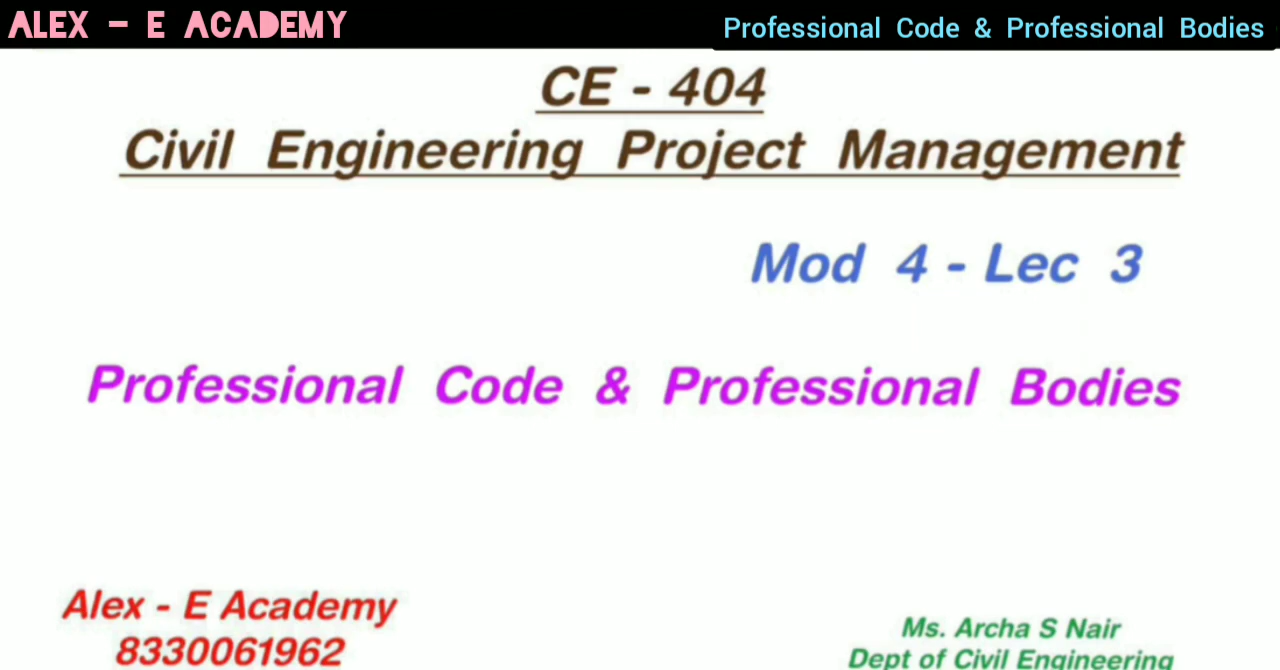 ALEX - E ACADEMY
Professional Code & Professional Bodies
CE - 404
Civil Engineering Project Management
Mod 4 - Lec 3
Professional Code & Professional Bodies
Alex - E Academy
8330061962
Ms. Archa S Nair
Dept of Civil Engineering